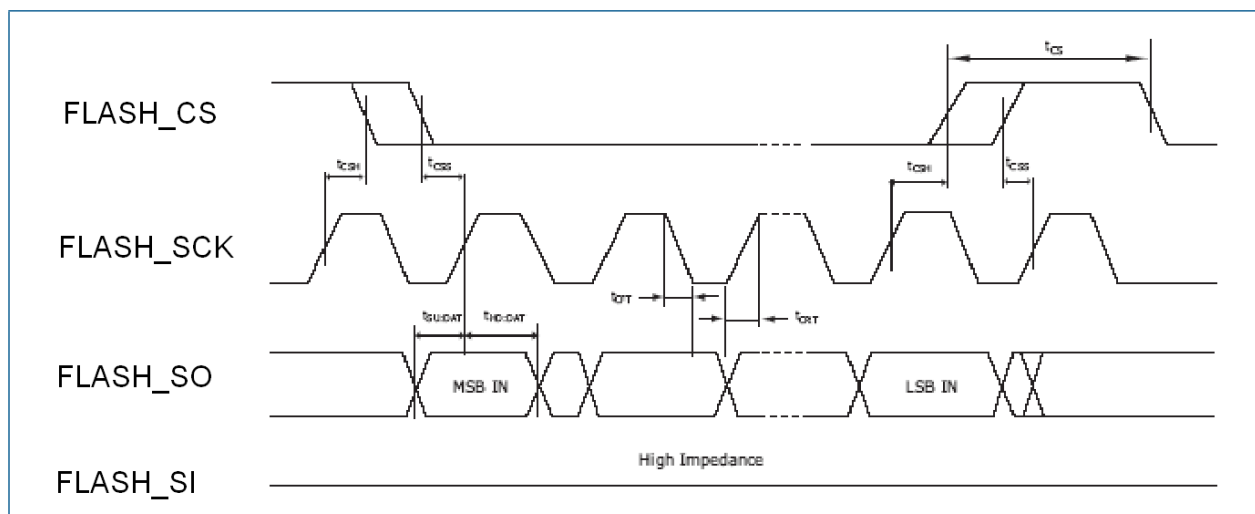 tCS
FLASH_CS
tCSH
tCSS
tCSH
tCSS
FLASH_SCK
tCFT
tCRT
tSU:DAT
tHD:DAT
FLASH_SO
MSB IN
LSB IN
High Impedance
FLASH_SI